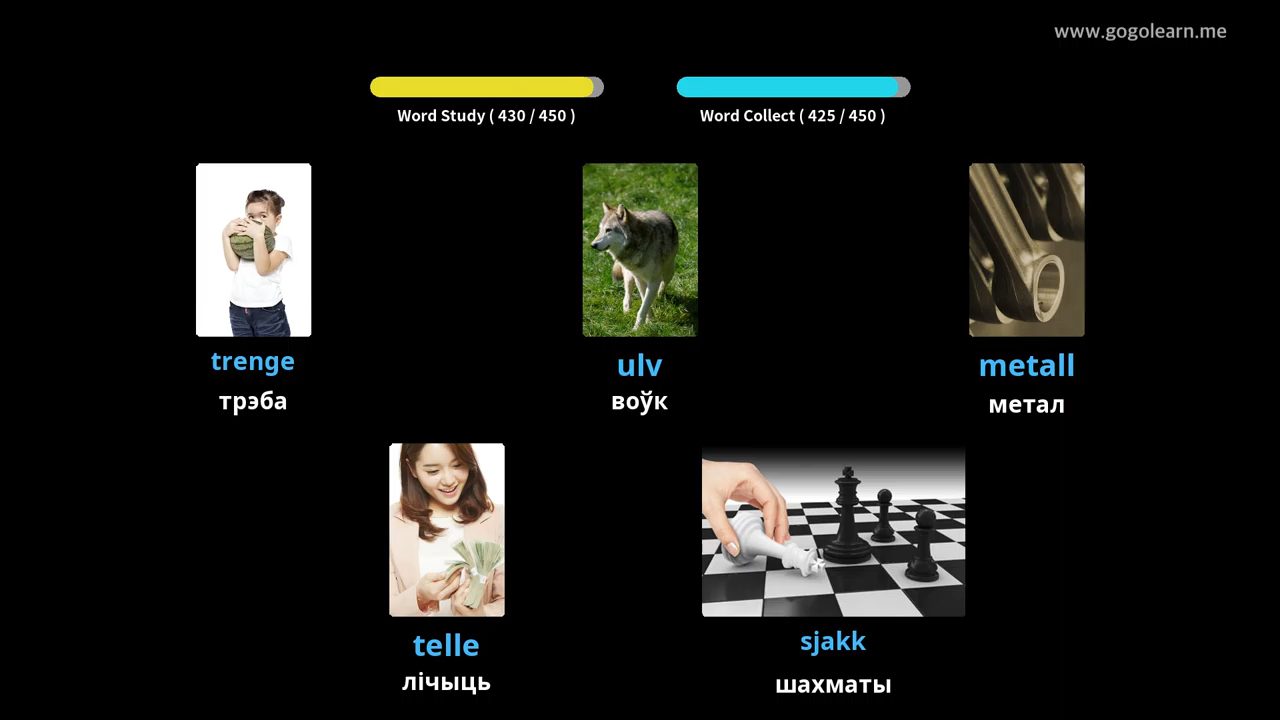 www.gogolearn.me
Word Study ( 430 / 450 )
Word Collect ( 425 / 450 )
trenge
трэба
ulv
воўк
metall
метал
telle
лічыць
sjakk
шахматы